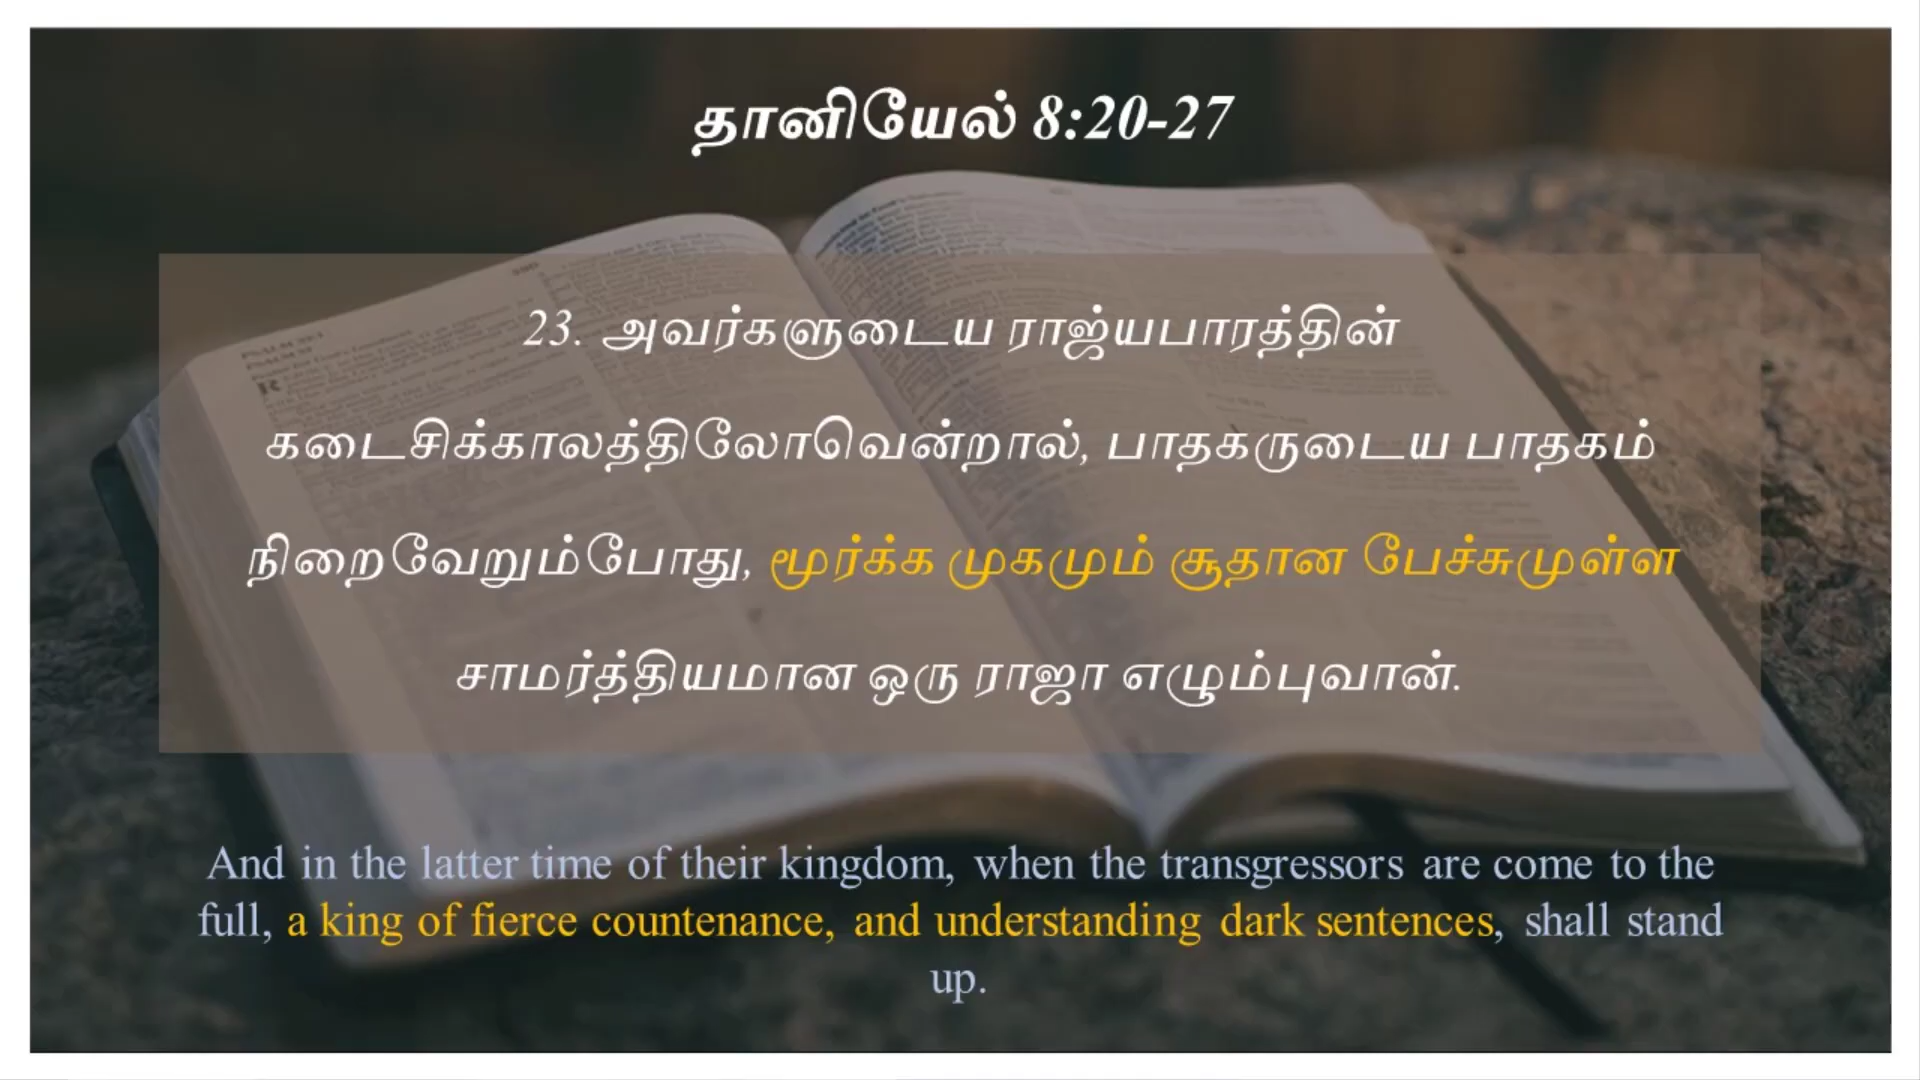 தானியேல் 8:20-27
23. அவர்களுடைய ராஜ்யபாரத்தின்
கடைசிக்காலத்திலோவென்றால், பாதகருடைய பாதகம்
நிறைவேறும்போது, மூர்க்க முகமும் சூதான பேச்சுமுள்ள
சாமர்த்தியமான ஒரு ராஜா எழும்புவான்.
And in the latter time of their kingdom, when the transgressors are come to the
full, a king of fierce countenance, and understanding dark sentences, shall stand
up.